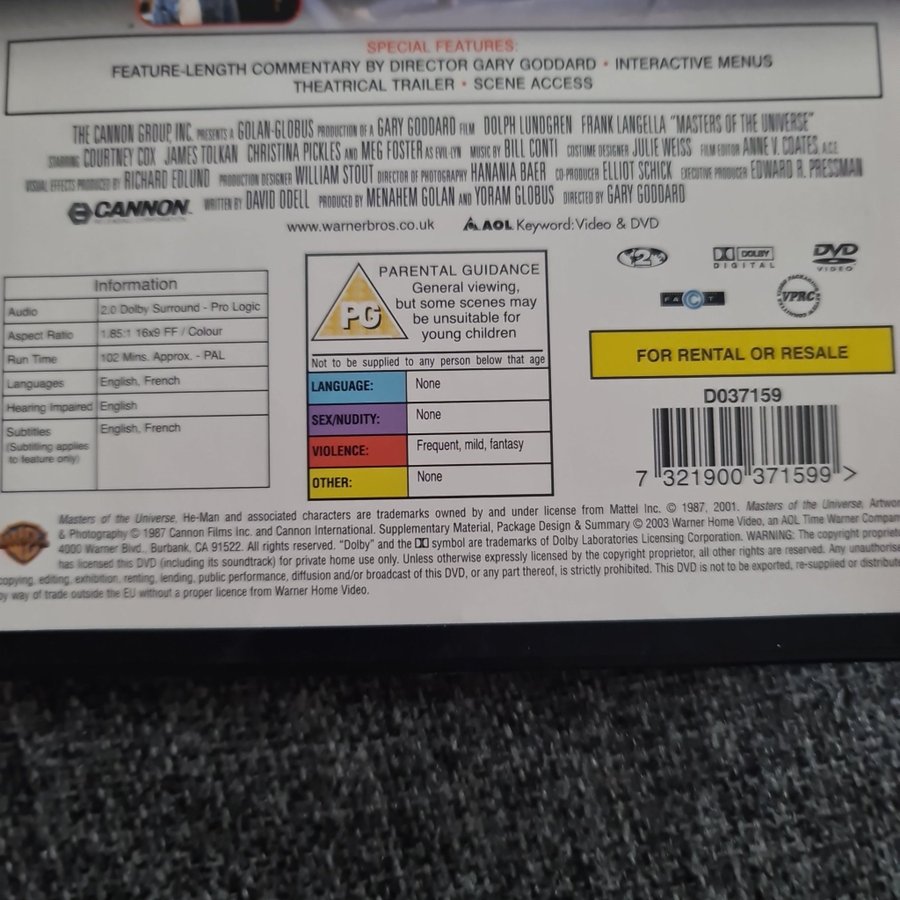 SPECIAL FEATURES:
FEATURE-LENGTH COMMENTARY BY DIRECTOR GARY GODDARD • INTERACTIVE MENUS
THEATRICAL TRAILER • SCENE ACCESS
THE CANNON GROUP, INC. PRESENTS A GOLAN-GLOBUS PRODUCTION OF A GARY GODDARD FILM DOLPH LUNDGREN FRANK LANGELLA "MASTERS OF THE UNIVERSE"
STARRING COURTNEY COX JAMES TOLKAN CHRISTINA PICKLES AND MEG FOSTER AS EVIL-LYN MUSIC BY BILL CONTI COSTUME DESIGNER JULIE WEISS FILM EDITOR ANNE V. COATES, A.C.E.
VISUAL EFFECTS PRODUCED BY RICHARD EDLUND PRODUCTION DESIGNER WILLIAM STOUT DIRECTOR OF PHOTOGRAPHY HANANIA BAER CO-PRODUCER ELLIOT SCHICK EXECUTIVE PRODUCER EDWARD R. PRESSMAN
CANNON WRITTEN BY DAVID ODELL PRODUCED BY MENAHEM GOLAN AND YORAM GLOBUS DIRECTED BY GARY GODDARD
www.warnerbros.co.uk AOL Keyword: Video & DVD
Information
Audio 2.0 Dolby Surround - Pro Logic
Aspect Ratio 1.85:1 16x9 FF / Colour
Run Time 102 Mins. Approx. - PAL
Languages English, French
Hearing Impaired English
Subtitles English, French
(Subtitling applies
to feature only)
PG
PARENTAL GUIDANCE
General viewing,
but some scenes may
be unsuitable for
young children
Not to be supplied to any person below that age
LANGUAGE: None
SEX/NUDITY: None
VIOLENCE: Frequent, mild, fantasy
OTHER: None
2 DOLBY DIGITAL DVD VIDEO
FACT VPRC
FOR RENTAL OR RESALE
D037159
7 321900 371599 >
Masters of the Universe, He-Man and associated characters are trademarks owned by and under license from Mattel Inc. © 1987, 2001. Masters of the Universe, Artwor
& Photography © 1987 Cannon Films Inc. and Cannon International. Supplementary Material, Package Design & Summary © 2003 Warner Home Video, an AOL Time Warner Compan
4000 Warner Blvd., Burbank, CA 91522. All rights reserved. "Dolby" and the symbol are trademarks of Dolby Laboratories Licensing Corporation. WARNING: The copyright propriet
has licensed this DVD (including its soundtrack) for private home use only. Unless otherwise expressly licensed by the copyright proprietor, all other rights are reserved. Any unauthorise
copying, editing, exhibition, renting, lending, public performance, diffusion and/or broadcast of this DVD, or any part thereof, is strictly prohibited. This DVD is not to be exported, re-supplied or distribute
by way of trade outside the EU without a proper licence from Warner Home Video.